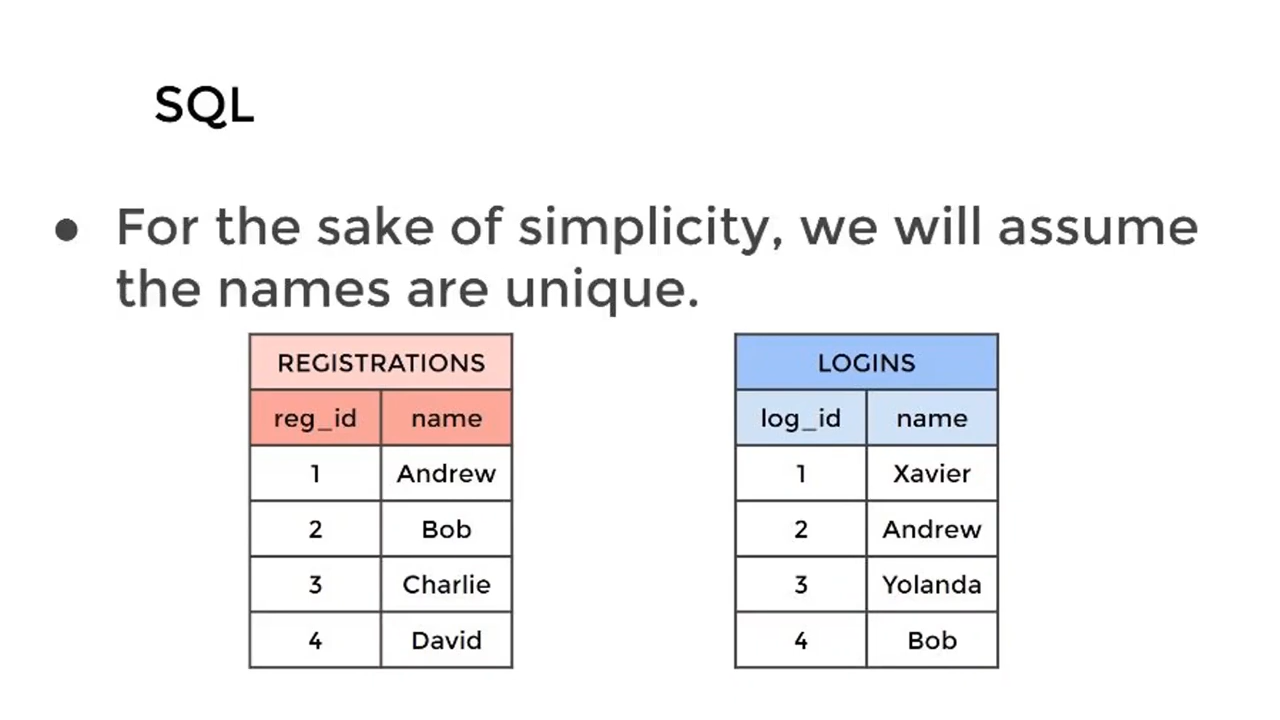 SQL
● For the sake of simplicity, we will assume
the names are unique.
REGISTRATIONS
reg_id name
1 Andrew
2 Bob
3 Charlie
4 David
LOGINS
log_id name
1 Xavier
2 Andrew
3 Yolanda
4 Bob